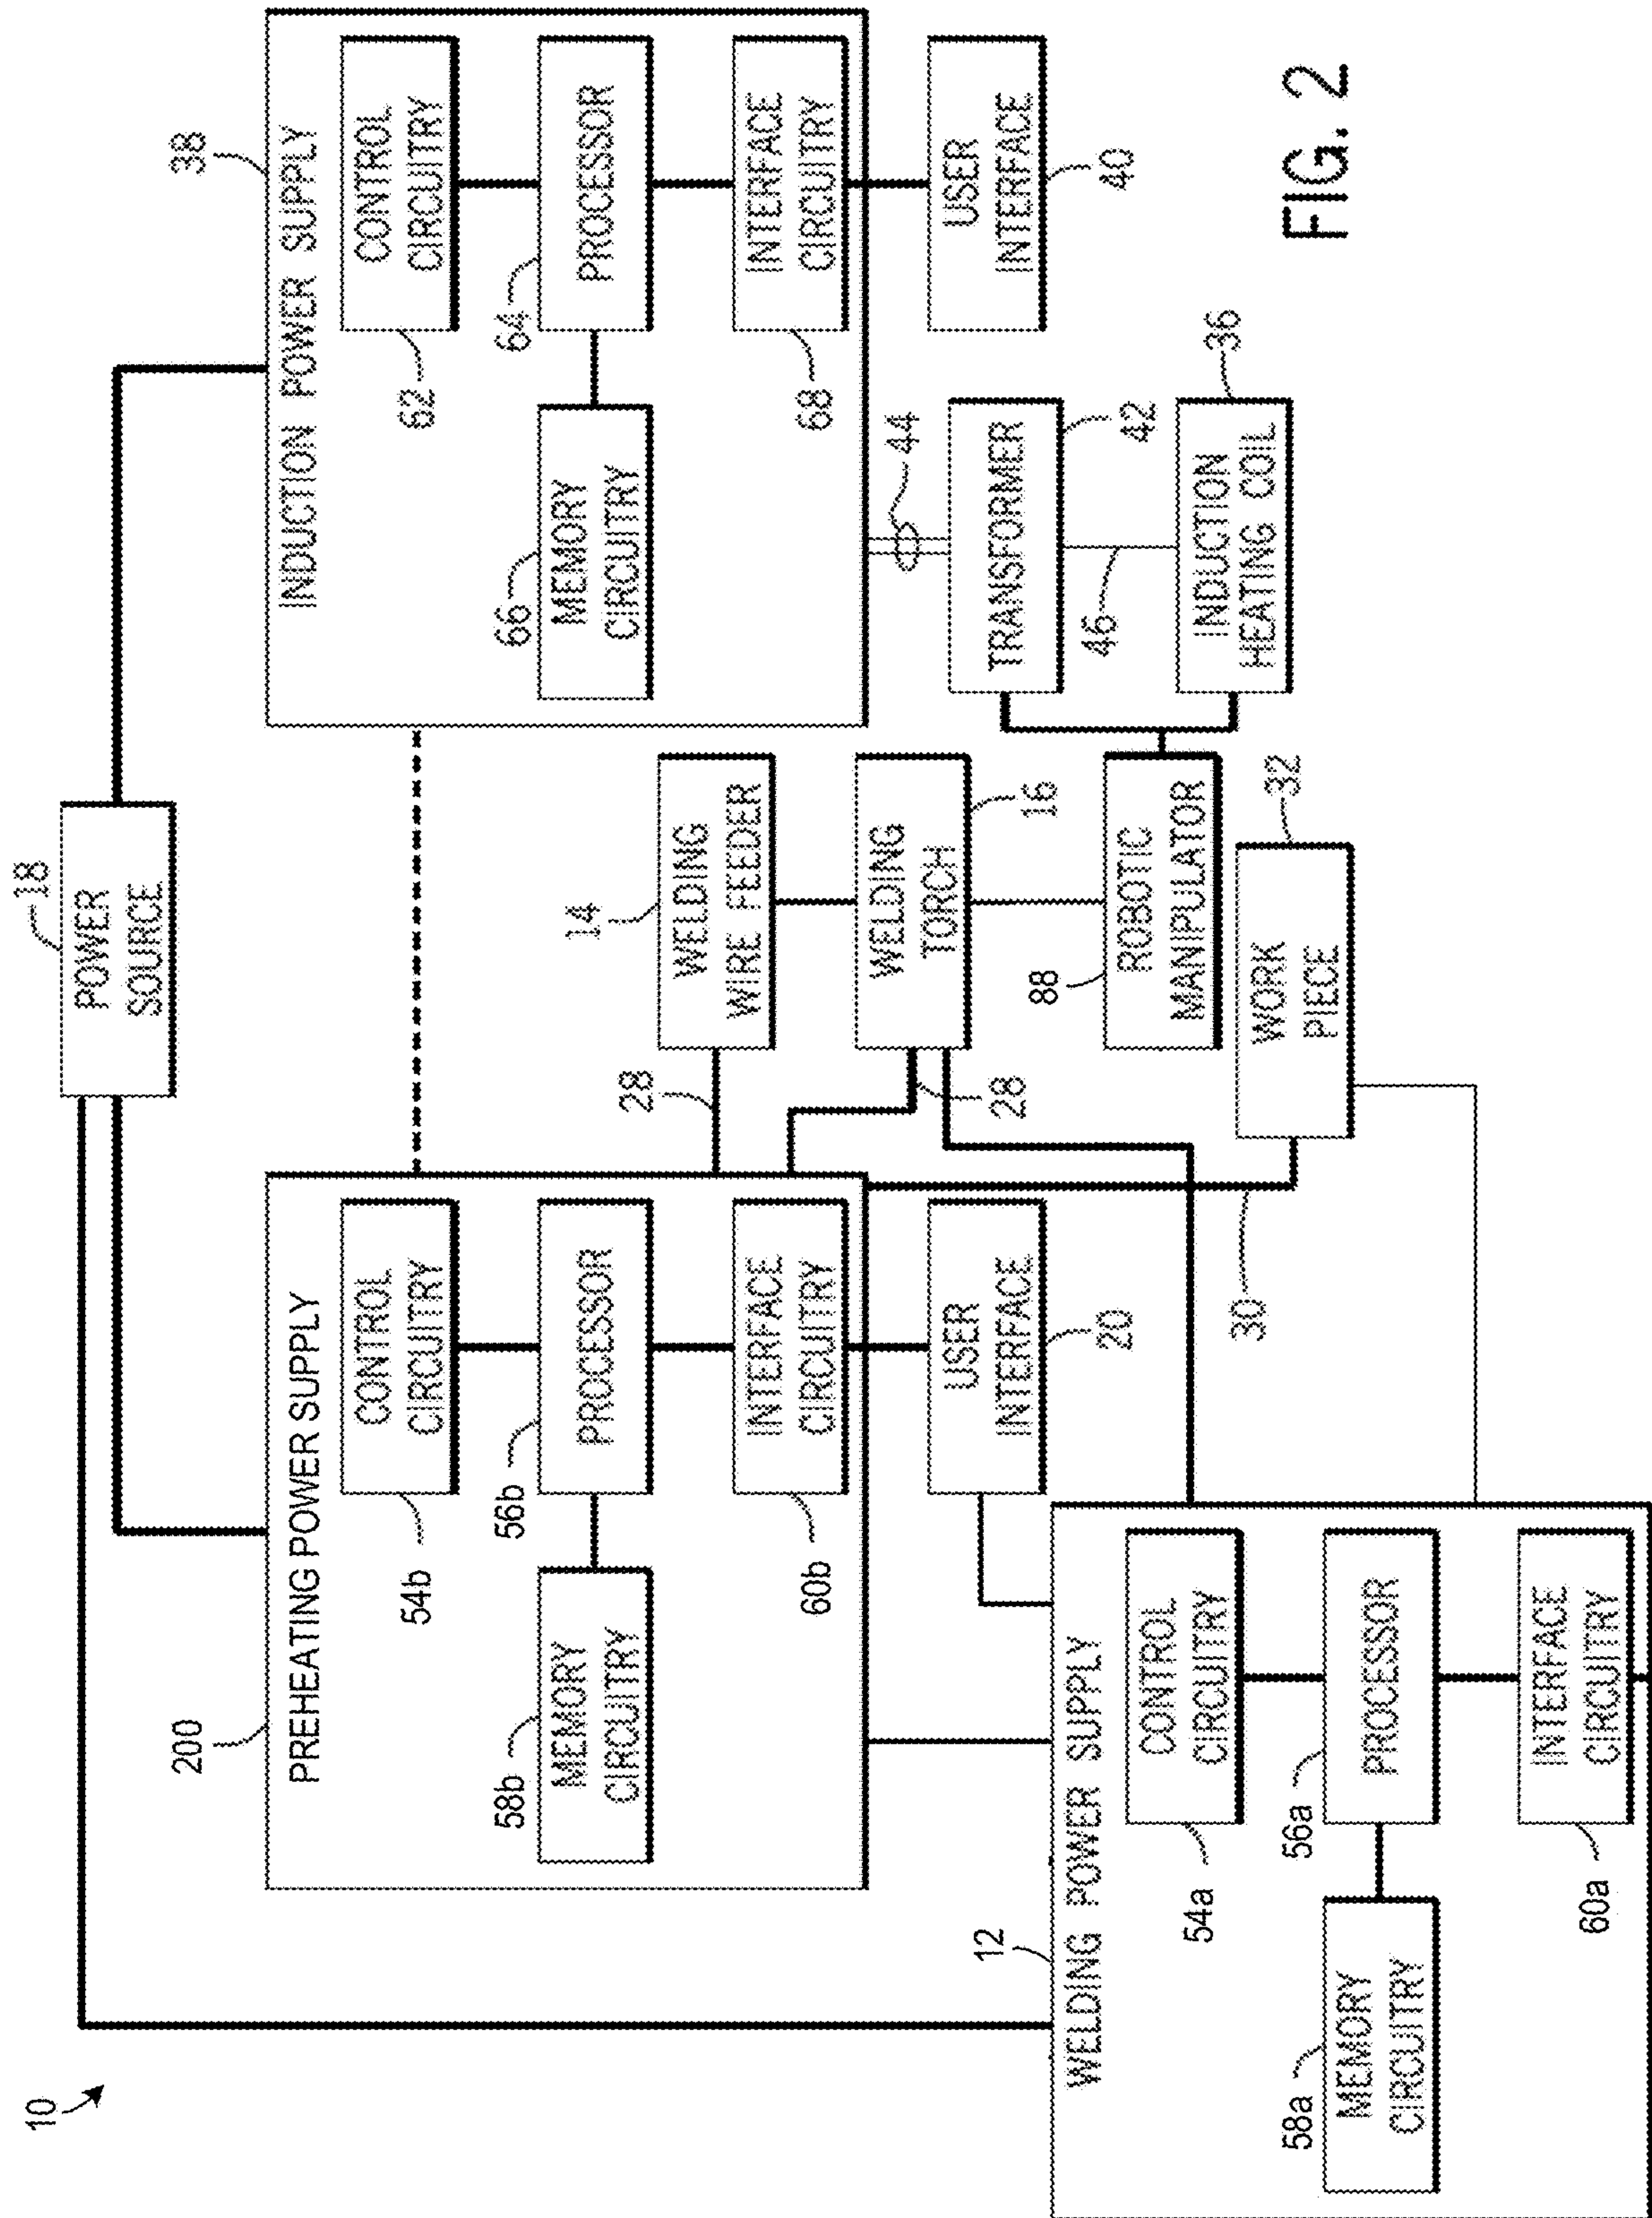 10
18
POWER
SOURCE
200
PREHEATING POWER SUPPLY
54b
CONTROL
CIRCUITRY
58b
MEMORY
CIRCUITRY
56b
PROCESSOR
60b
INTERFACE
CIRCUITRY
USER
INTERFACE
20
38
INDUCTION POWER SUPPLY
62
CONTROL
CIRCUITRY
66
MEMORY
CIRCUITRY
64
PROCESSOR
68
INTERFACE
CIRCUITRY
USER
INTERFACE
40
28
14
WELDING
WIRE FEEDER
28
WELDING
TORCH
16
44
TRANSFORMER
42
46
INDUCTION
HEATING COIL
36
88
ROBOTIC
MANIPULATOR
30
WORK
PIECE
32
12
WELDING POWER SUPPLY
54a
CONTROL
CIRCUITRY
58a
MEMORY
CIRCUITRY
56a
PROCESSOR
60a
INTERFACE
CIRCUITRY
FIG. 2